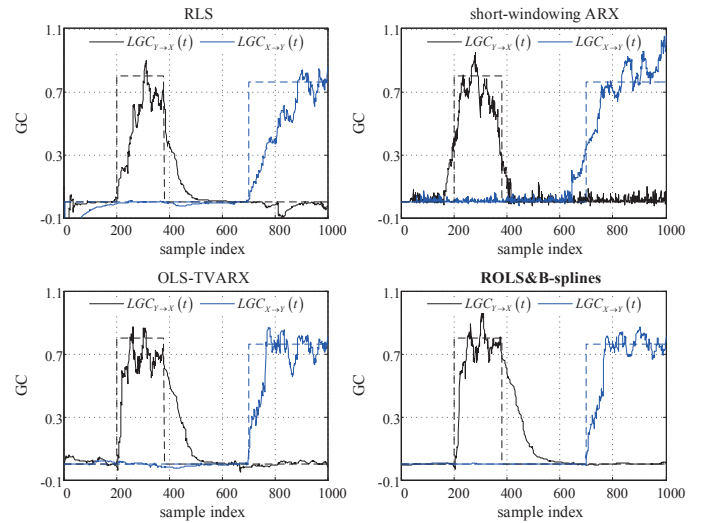 RLS
LGC_{Y→X}(t) LGC_{X→Y}(t)
GC
1.1
0.7
0.3
-0.1
0 200 400 600 800 1000
sample index
short-windowing ARX
LGC_{Y→X}(t) LGC_{X→Y}(t)
GC
1.1
0.7
0.3
-0.1
0 200 400 600 800 1000
sample index
OLS-TVARX
LGC_{Y→X}(t) LGC_{X→Y}(t)
GC
1.1
0.7
0.3
-0.1
0 200 400 600 800 1000
sample index
ROLS&B-splines
LGC_{Y→X}(t) LGC_{X→Y}(t)
GC
1.1
0.7
0.3
-0.1
0 200 400 600 800 1000
sample index